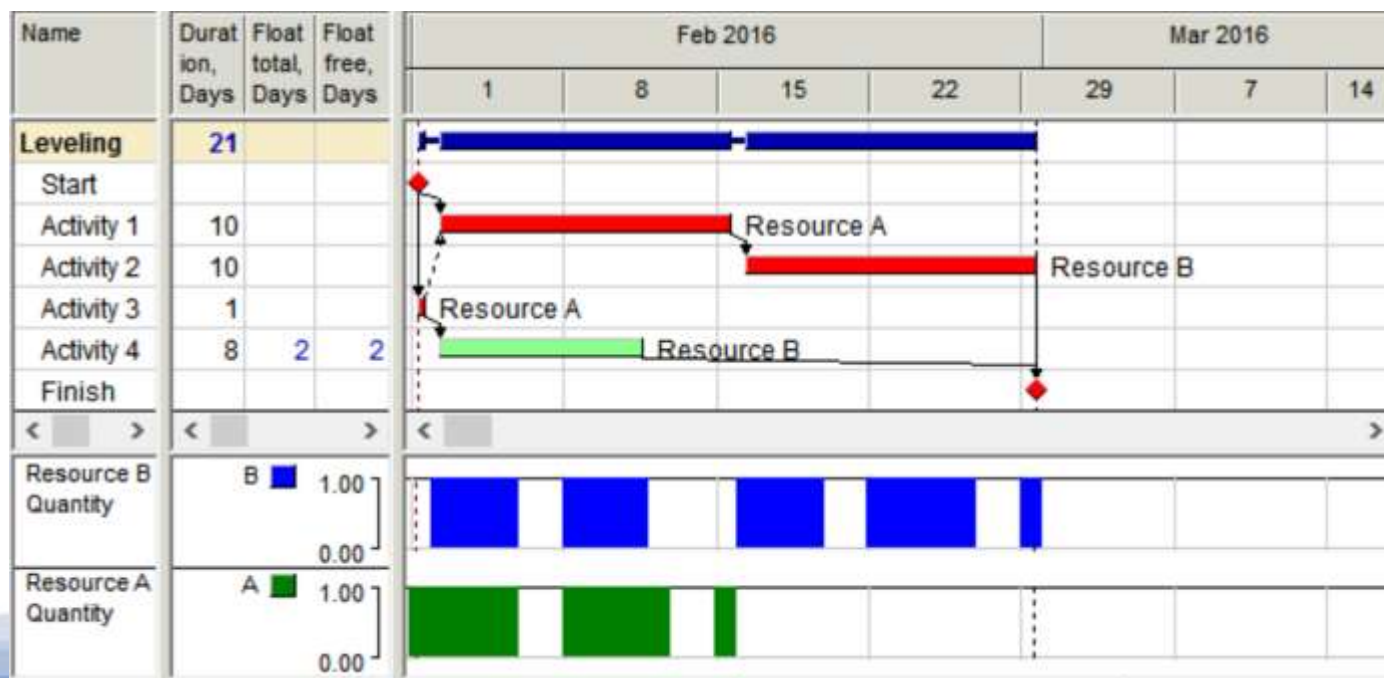 Name Durat Float Float Feb 2016 Mar 2016
ion, total, free,
Days Days Days 1 8 15 22 29 7 14
Leveling 21
Start
Activity 1 10 Resource A
Activity 2 10 Resource B
Activity 3 1 Resource A
Activity 4 8 2 2 Resource B
Finish
Resource B B 1.00
Quantity
0.00
Resource A A 1.00
Quantity
0.00